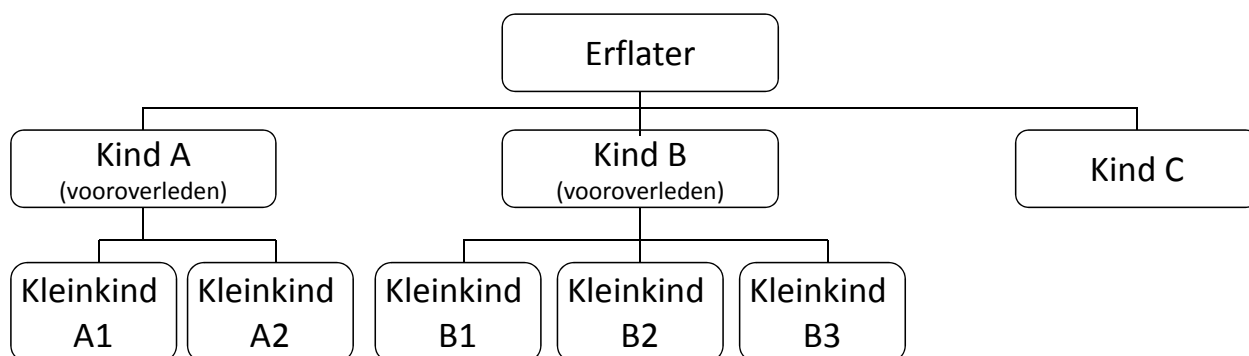 Erflater
Kind A
(vooroverleden)
Kind B
(vooroverleden)
Kind C
Kleinkind
A1
Kleinkind
A2
Kleinkind
B1
Kleinkind
B2
Kleinkind
B3